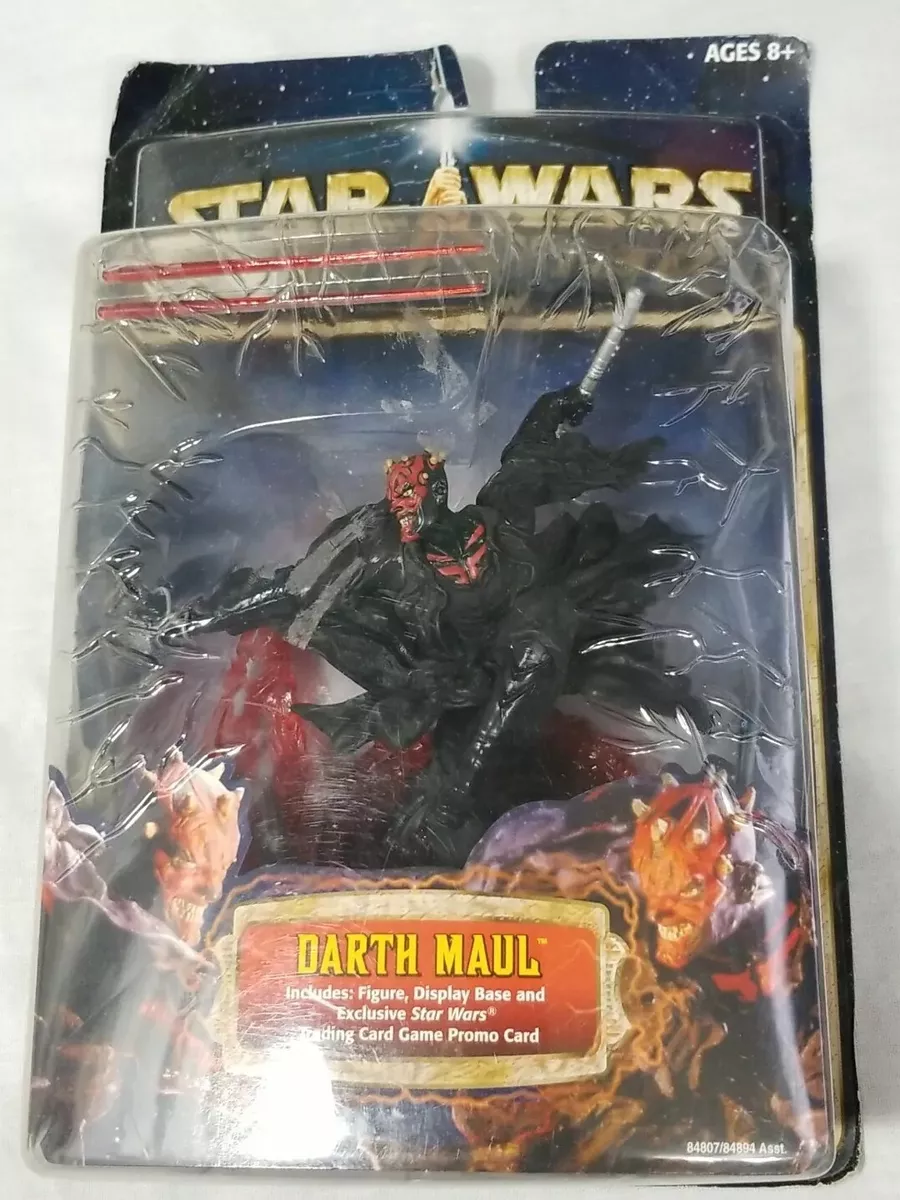 AGES 8+
STAR WARS
DARTH MAUL™
Includes: Figure, Display Base and
Exclusive Star Wars®
Trading Card Game Promo Card
84807/84894 Asst.